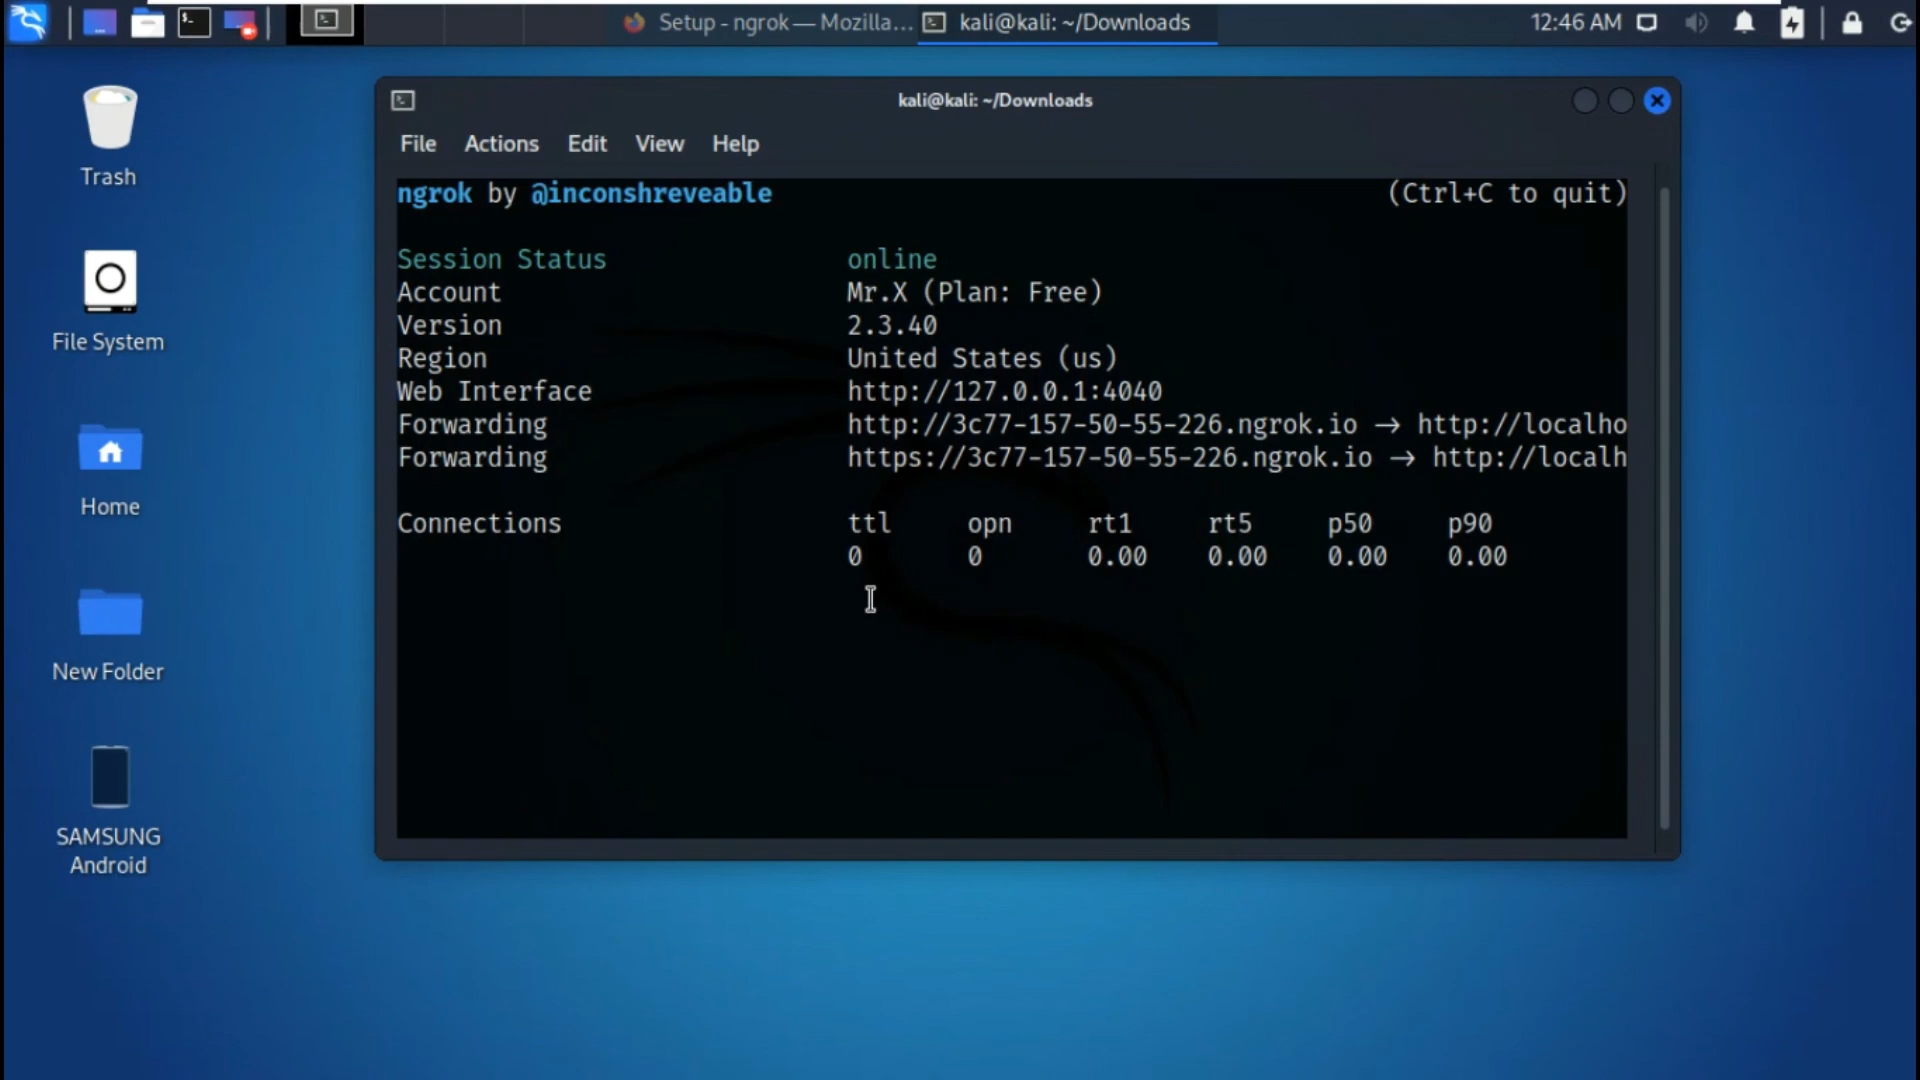 Setup - ngrok — Mozilla... kali@kali: ~/Downloads 12:46 AM
kali@kali: ~/Downloads
File Actions Edit View Help
ngrok by @inconshreveable (Ctrl+C to quit)
Session Status online
Account Mr.X (Plan: Free)
Version 2.3.40
Region United States (us)
Web Interface http://127.0.0.1:4040
Forwarding http://3c77-157-50-55-226.ngrok.io → http://localho
Forwarding https://3c77-157-50-55-226.ngrok.io → http://localh
Connections ttl opn rt1 rt5 p50 p90
0 0 0.00 0.00 0.00 0.00
Trash
File System
Home
New Folder
SAMSUNG
Android